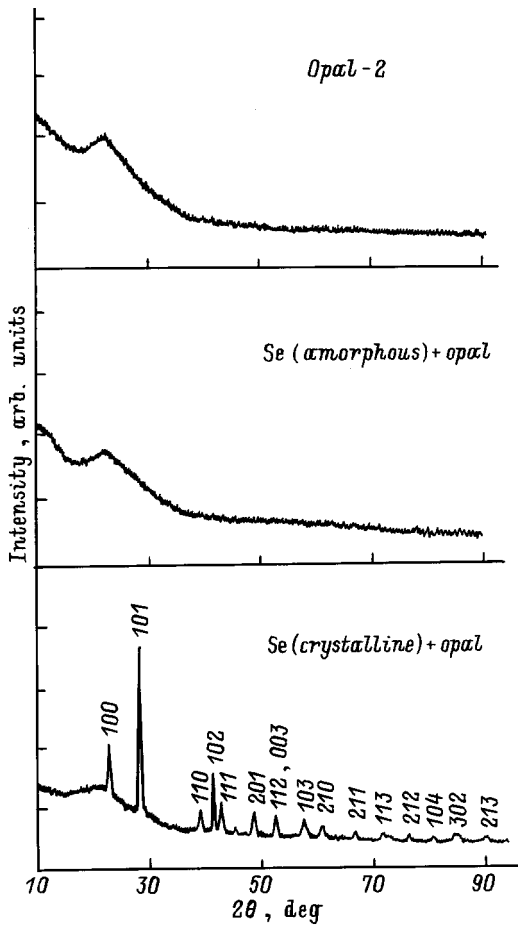 Opal-2
Se (amorphous) + opal
Intensity, arb. units
Se (crystalline) + opal
100
101
110
102
111
201
112, 003
103
210
211
113
212
104
302
213
10 30 50 70 90
2θ, deg